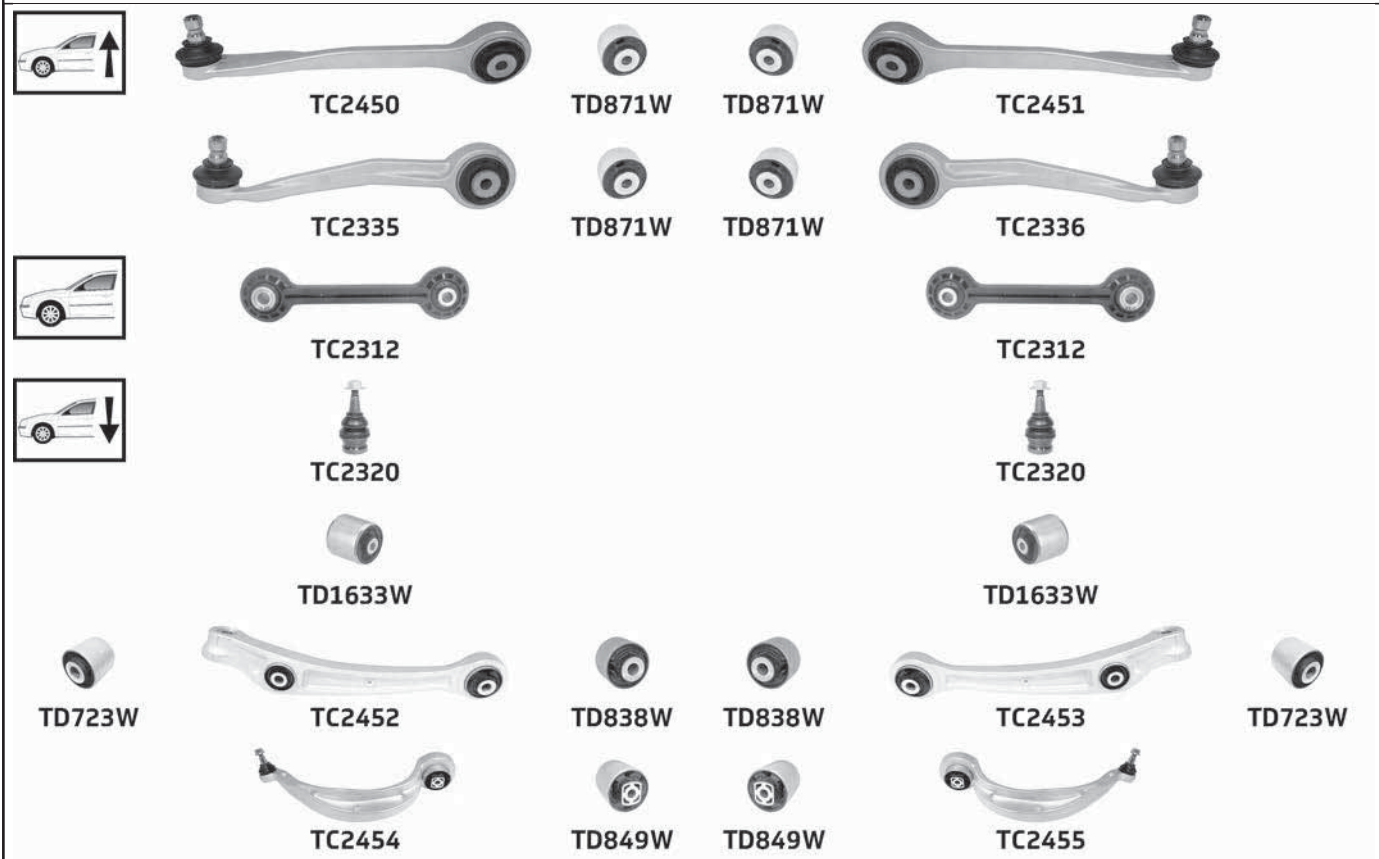 TC2450 TD871W TD871W TC2451
TC2335 TD871W TD871W TC2336
TC2312 TC2312
TC2320 TC2320
TD1633W TD1633W
TD723W TC2452 TD838W TD838W TC2453 TD723W
TC2454 TD849W TD849W TC2455